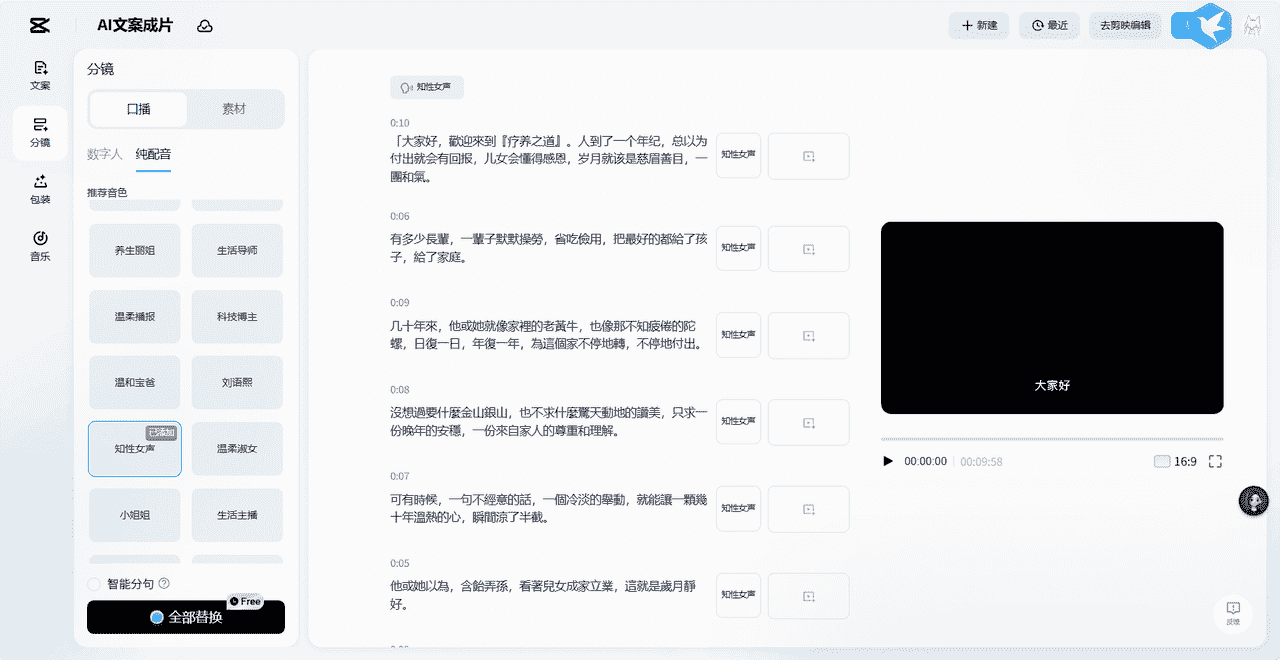 AI文案成片
新建
最近
去剪映编辑
文案
分镜
包装
音乐
分镜
口播
素材
数字人
纯配音
推荐音色
养生丽姐
生活导师
温柔播报
科技博主
温和宝爸
刘语熙
已添加
知性女声
温柔淑女
小姐姐
生活主播
智能分句
Free
全部替换
知性女声
0:10
「大家好，歡迎來到『疗养之道』。人到了一个年纪，总以为
付出就会有回报，儿女会懂得感恩，岁月就该是慈眉善目，一
團和氣。
知性女声
0:06
有多少長輩，一輩子默默操勞，省吃儉用，把最好的都給了孩
子，給了家庭。
知性女声
0:09
几十年來，他或她就像家裡的老黃牛，也像那不知疲倦的陀
螺，日復一日，年復一年，為這個家不停地轉，不停地付出。
知性女声
0:08
沒想過要什麼金山銀山，也不求什麼驚天動地的讚美，只求一
份晚年的安穩，一份來自家人的尊重和理解。
知性女声
0:07
可有時候，一句不經意的話，一個冷淡的舉動，就能讓一顆幾
十年溫熱的心，瞬間涼了半截。
知性女声
0:05
他或她以為，含飴弄孫，看著兒女成家立業，這就是歲月靜
好。
知性女声
大家好
00:00:00
00:09:58
16:9
反馈